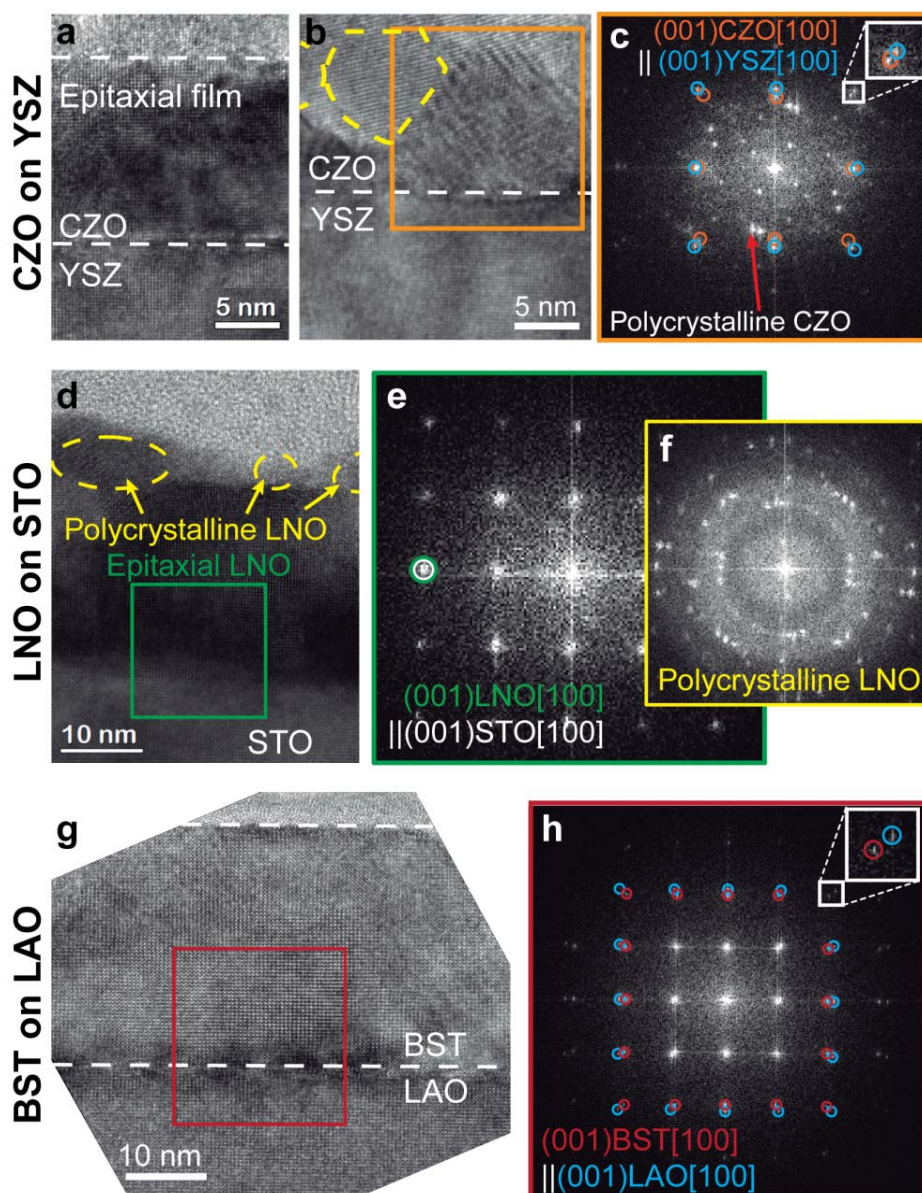 CZO on YSZ
a
Epitaxial film
CZO
YSZ
5 nm
b
CZO
YSZ
5 nm
c
(001)CZO[100]
|| (001)YSZ[100]
Polycrystalline CZO
LNO on STO
d
Polycrystalline LNO
Epitaxial LNO
10 nm
STO
e
(001)LNO[100]
||(001)STO[100]
f
Polycrystalline LNO
BST on LAO
g
BST
LAO
10 nm
h
(001)BST[100]
||(001)LAO[100]